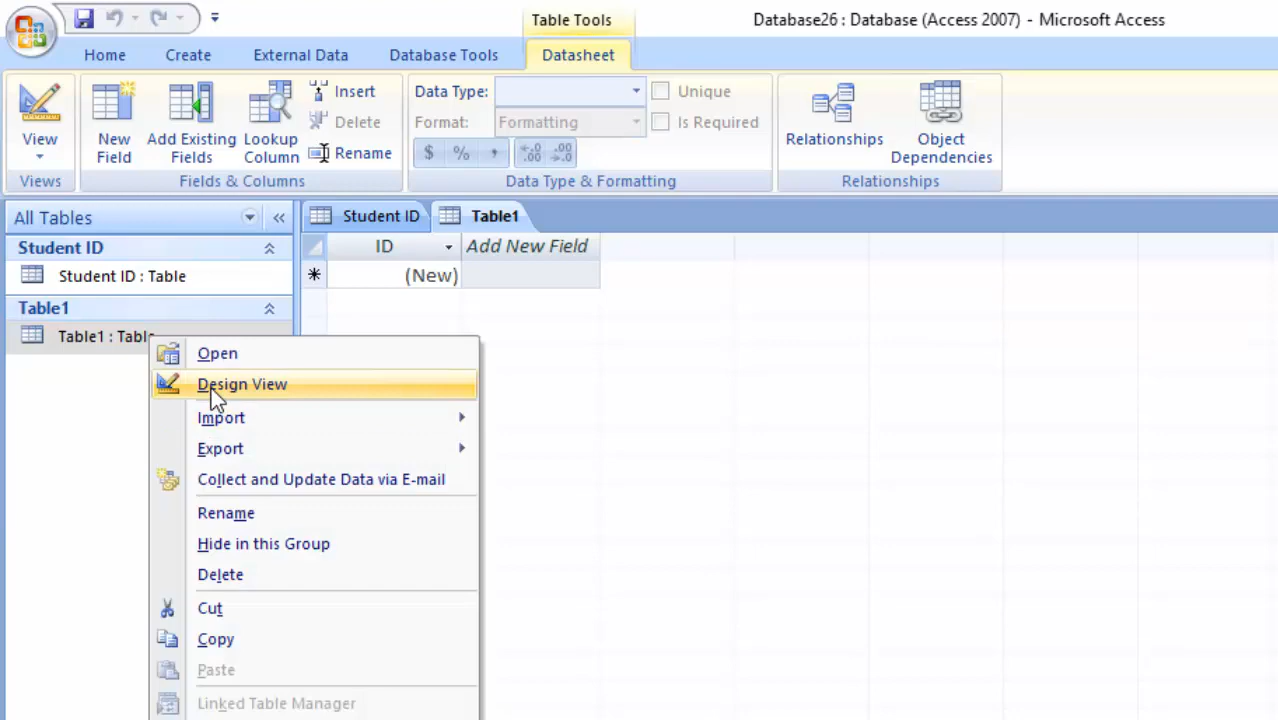 Table Tools
Database26 : Database (Access 2007) - Microsoft Access
Home Create External Data Database Tools Datasheet
View
Views
New Field
Add Existing Fields
Lookup Column
Insert
Delete
Rename
Fields & Columns
Data Type:
Format: Formatting
Unique
Is Required
$ % ,
.0 .00
.00 .0
Data Type & Formatting
Relationships
Object Dependencies
Relationships
All Tables
Student ID
Student ID : Table
Table1
Table1 : Table
Student ID Table1
ID Add New Field
(New)
Open
Design View
Import
Export
Collect and Update Data via E-mail
Rename
Hide in this Group
Delete
Cut
Copy
Paste
Linked Table Manager